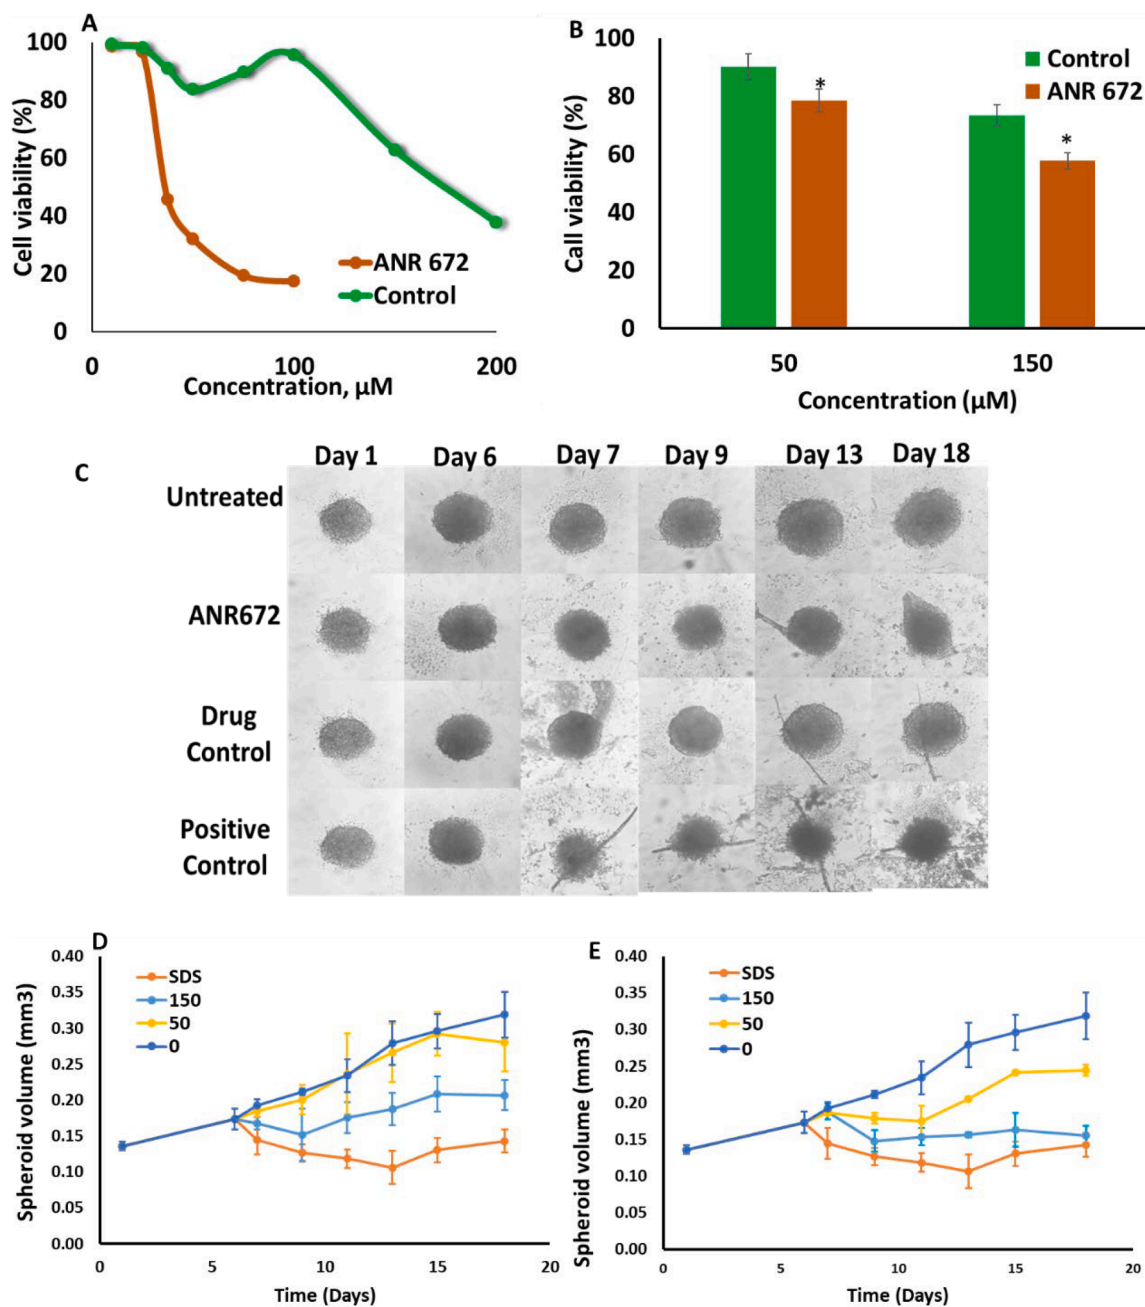 A
100
80
60
40
20
0
Cell viability (%)
ANR 672
Control
0
100
200
Concentration, µM
B
100
80
60
40
20
0
Call viability (%)
Control
ANR 672
*
*
50
150
Concentration (µM)
C
Day 1
Day 6
Day 7
Day 9
Day 13
Day 18
Untreated
ANR672
Drug
Control
Positive
Control
D
0.40
0.35
0.30
0.25
0.20
0.15
0.10
0.05
0.00
Spheroid volume (mm3)
SDS
150
50
0
0
5
10
15
20
Time (Days)
E
0.40
0.35
0.30
0.25
0.20
0.15
0.10
0.05
0.00
Spheroid volume (mm3)
SDS
150
50
0
0
5
10
15
20
Time (Days)